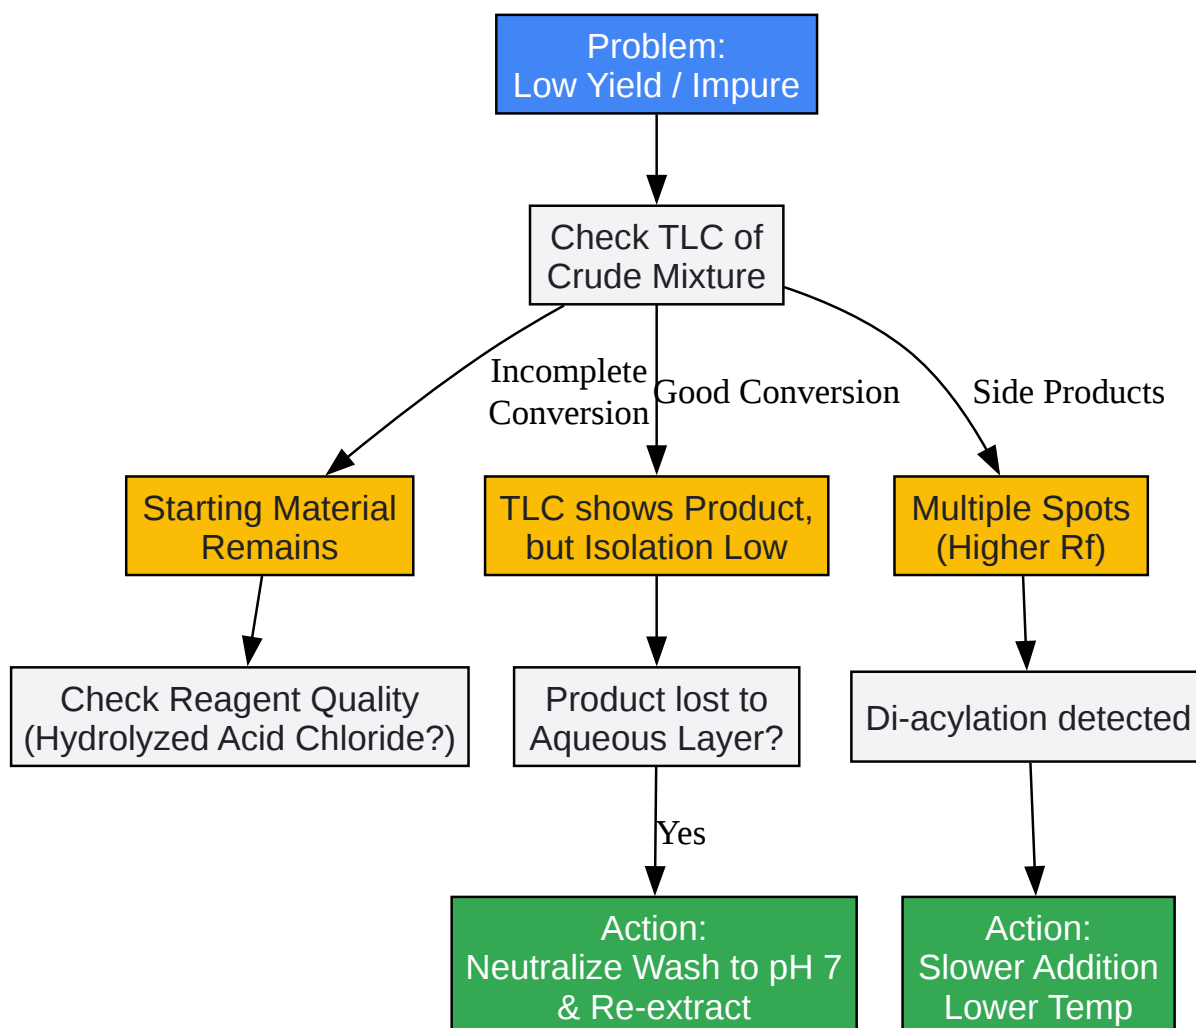 Problem:
Low Yield / Impure
Check TLC of
Crude Mixture
Incomplete
Conversion
Good Conversion
Side Products
Starting Material
Remains
TLC shows Product,
but Isolation Low
Multiple Spots
(Higher Rf)
Check Reagent Quality
(Hydrolyzed Acid Chloride?)
Product lost to
Aqueous Layer?
Di-acylation detected
Yes
Action:
Neutralize Wash to pH 7
& Re-extract
Action:
Slower Addition
Lower Temp